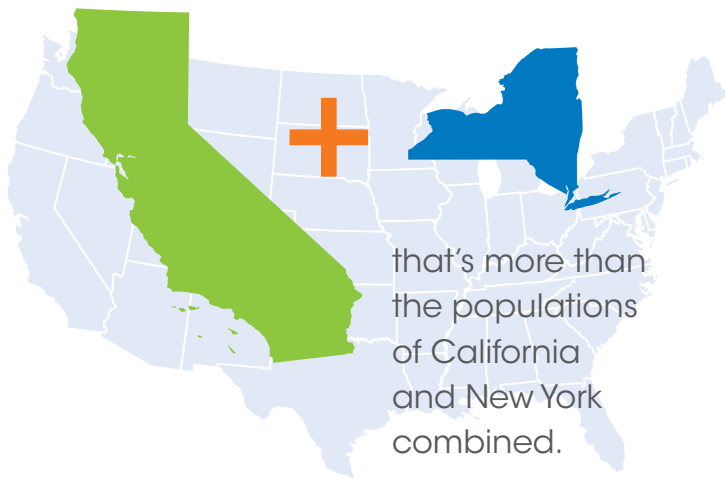 that's more than
the populations
of California
and New York
combined.